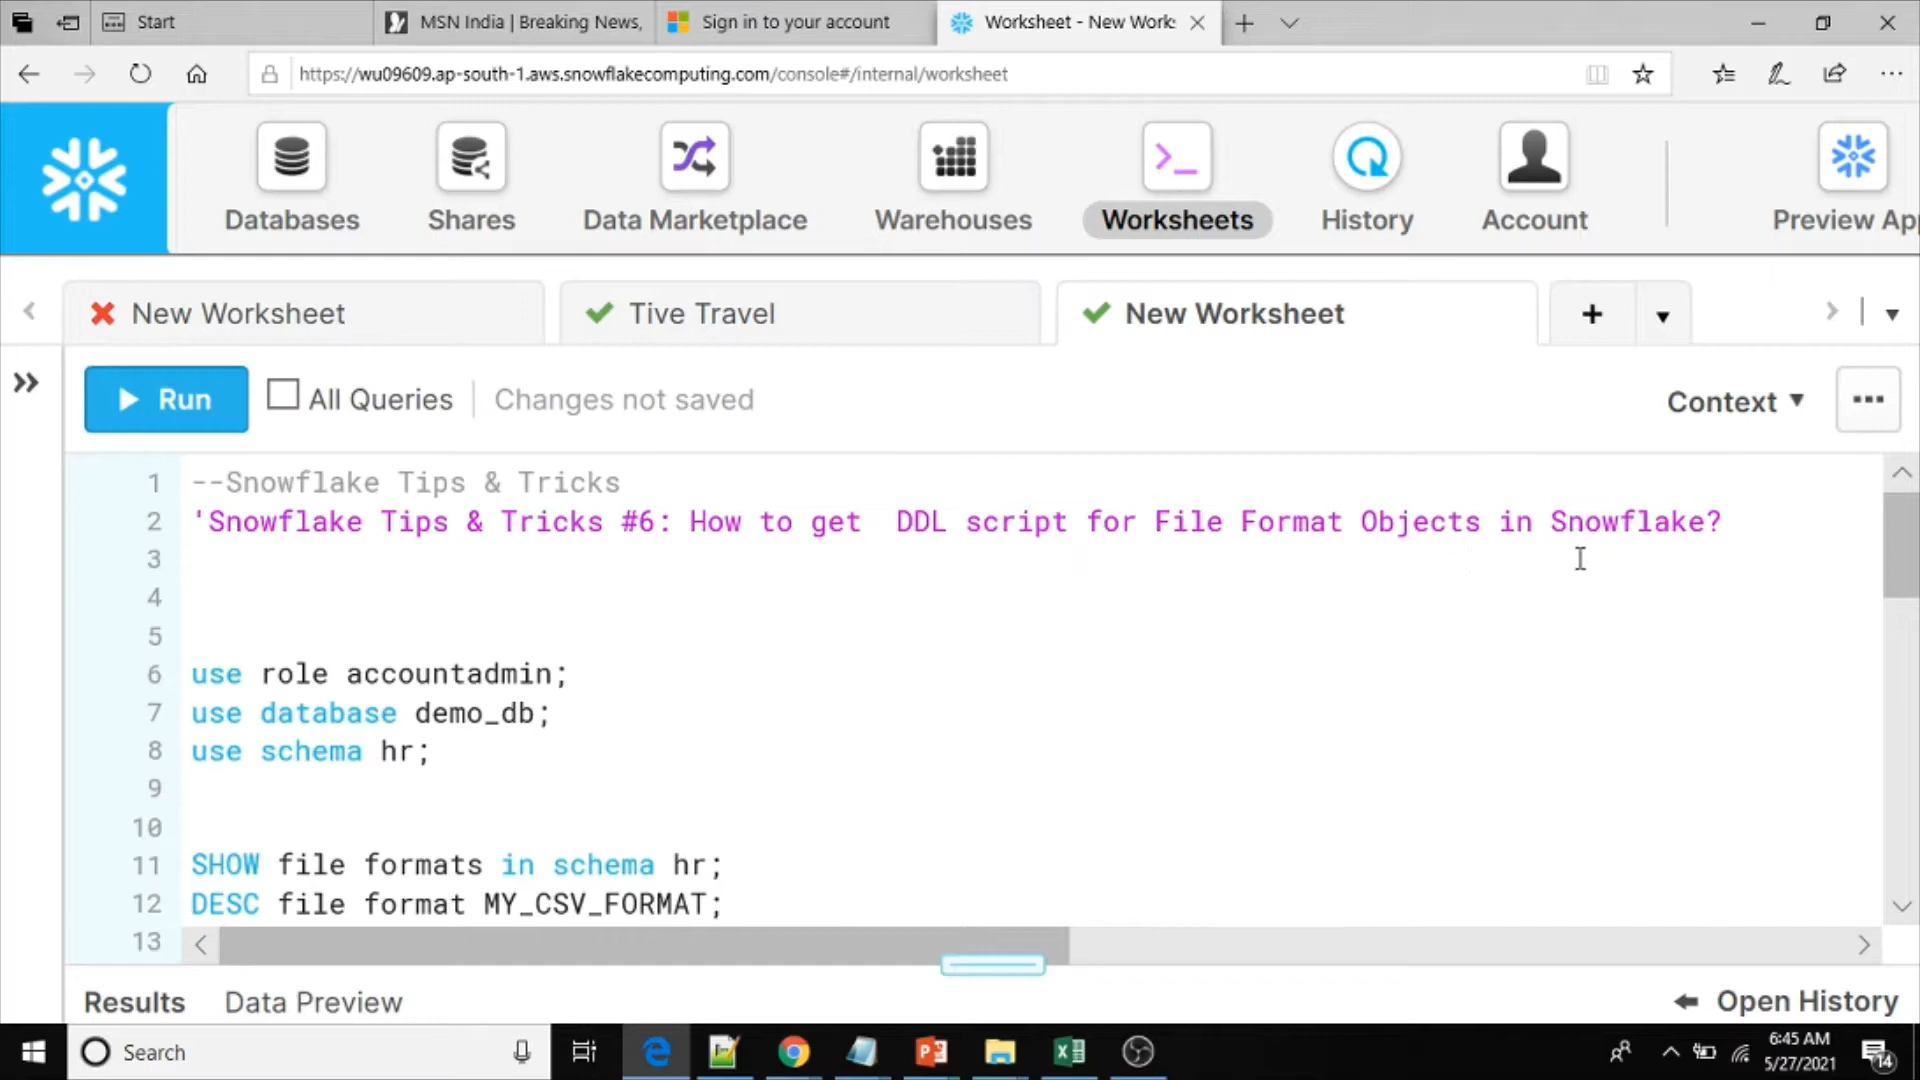 Start
MSN India | Breaking News,
Sign in to your account
Worksheet - New Work
https://wu09609.ap-south-1.aws.snowflakecomputing.com/console#/internal/worksheet
Databases
Shares
Data Marketplace
Warehouses
Worksheets
History
Account
Preview Ap
New Worksheet
Tive Travel
New Worksheet
Run
All Queries
Changes not saved
Context
1 --Snowflake Tips & Tricks
2 'Snowflake Tips & Tricks #6: How to get  DDL script for File Format Objects in Snowflake?
3
4
5
6 use role accountadmin;
7 use database demo_db;
8 use schema hr;
9
10
11 SHOW file formats in schema hr;
12 DESC file format MY_CSV_FORMAT;
13
Results
Data Preview
Open History
Search
6:45 AM
5/27/2021
14